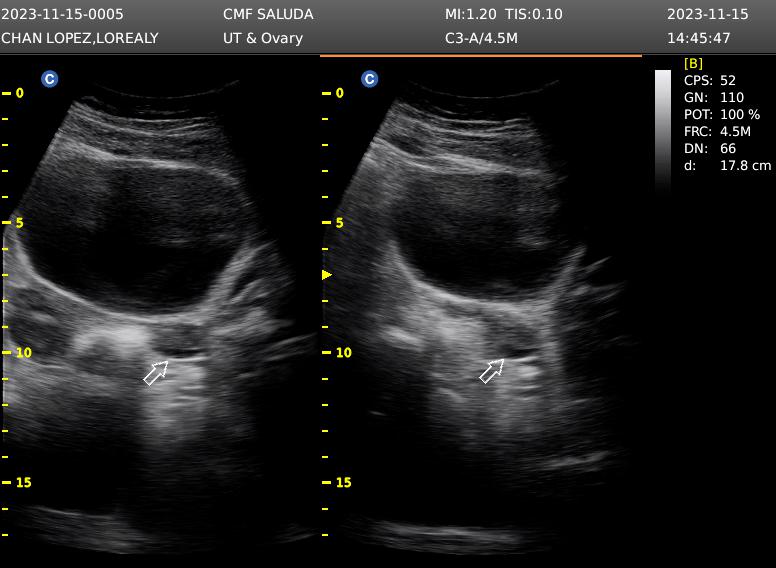 2023-11-15-0005 CMF SALUDA MI:1.20 TIS:0.10 2023-11-15
CHAN LOPEZ,LOREALY UT & Ovary C3-A/4.5M 14:45:47
C C
[B]
CPS: 52
GN: 110
POT: 100 %
FRC: 4.5M
DN: 66
d: 17.8 cm
0 0
5 5
10 10
15 15